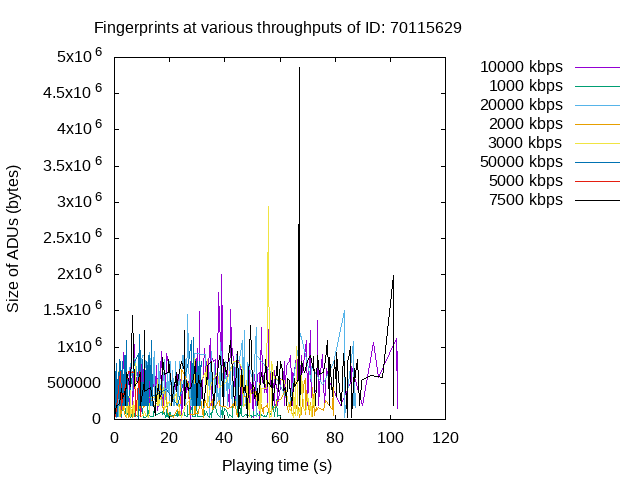 Fingerprints at various throughputs of ID: 70115629
5x10^6
4.5x10^6
4x10^6
3.5x10^6
3x10^6
2.5x10^6
2x10^6
1.5x10^6
1x10^6
500000
0
0 20 40 60 80 100 120
Size of ADUs (bytes)
Playing time (s)
10000 kbps
1000 kbps
20000 kbps
2000 kbps
3000 kbps
50000 kbps
5000 kbps
7500 kbps